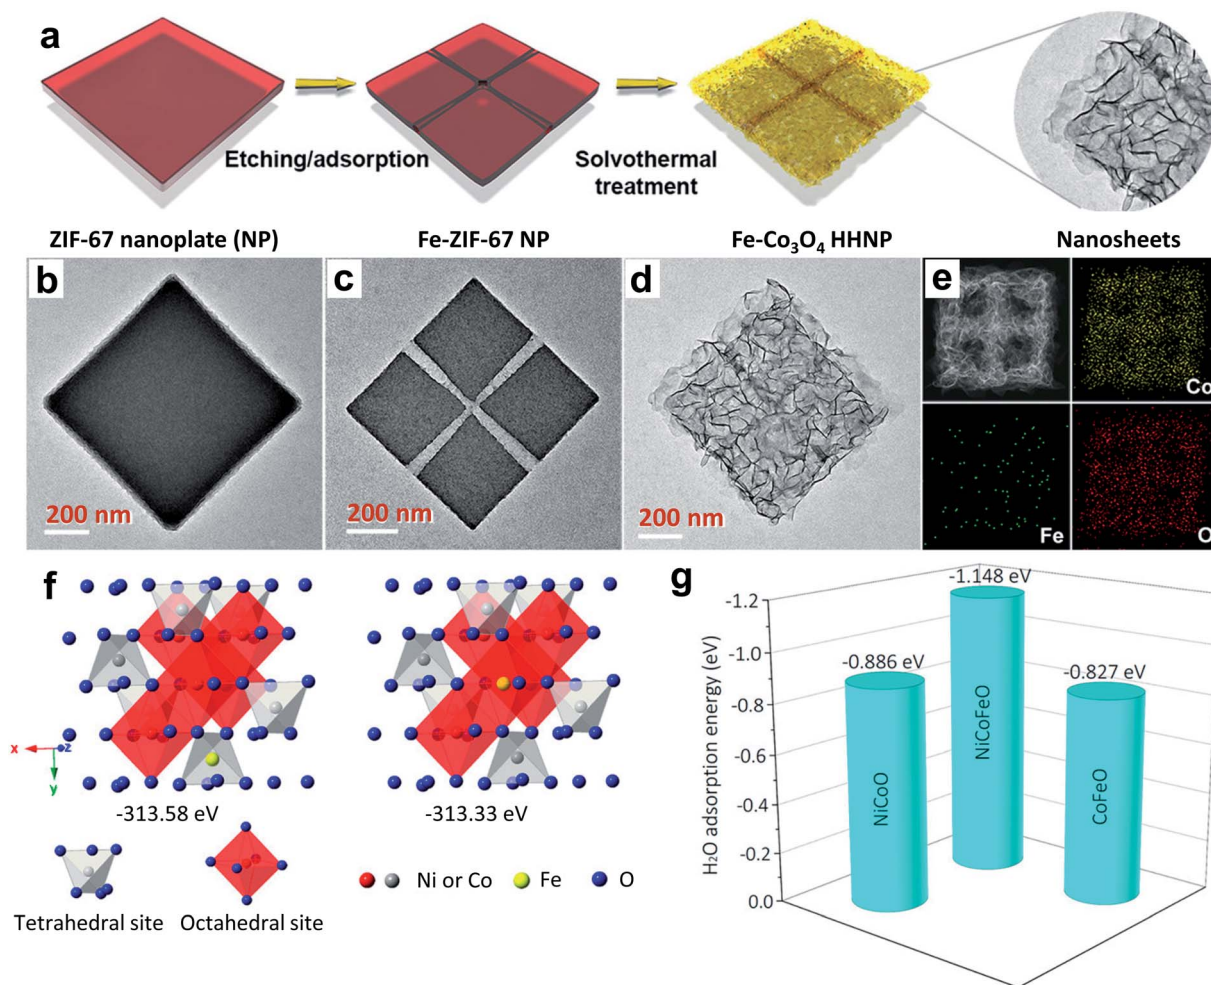 a
Etching/adsorption
Solvothermal
treatment
ZIF-67 nanoplate (NP)
Fe-ZIF-67 NP
Fe-Co₃O₄ HHNP
Nanosheets
b
200 nm
c
200 nm
d
200 nm
e
Co
Fe
O
f
x
z
y
-313.58 eV
-313.33 eV
Tetrahedral site
Octahedral site
Ni or Co
Fe
O
g
H₂O adsorption energy (eV)
-1.2
-1.0
-0.8
-0.6
-0.4
-0.2
0.0
-0.886 eV
-1.148 eV
-0.827 eV
NiCoO
NiCoFeO
CoFeO